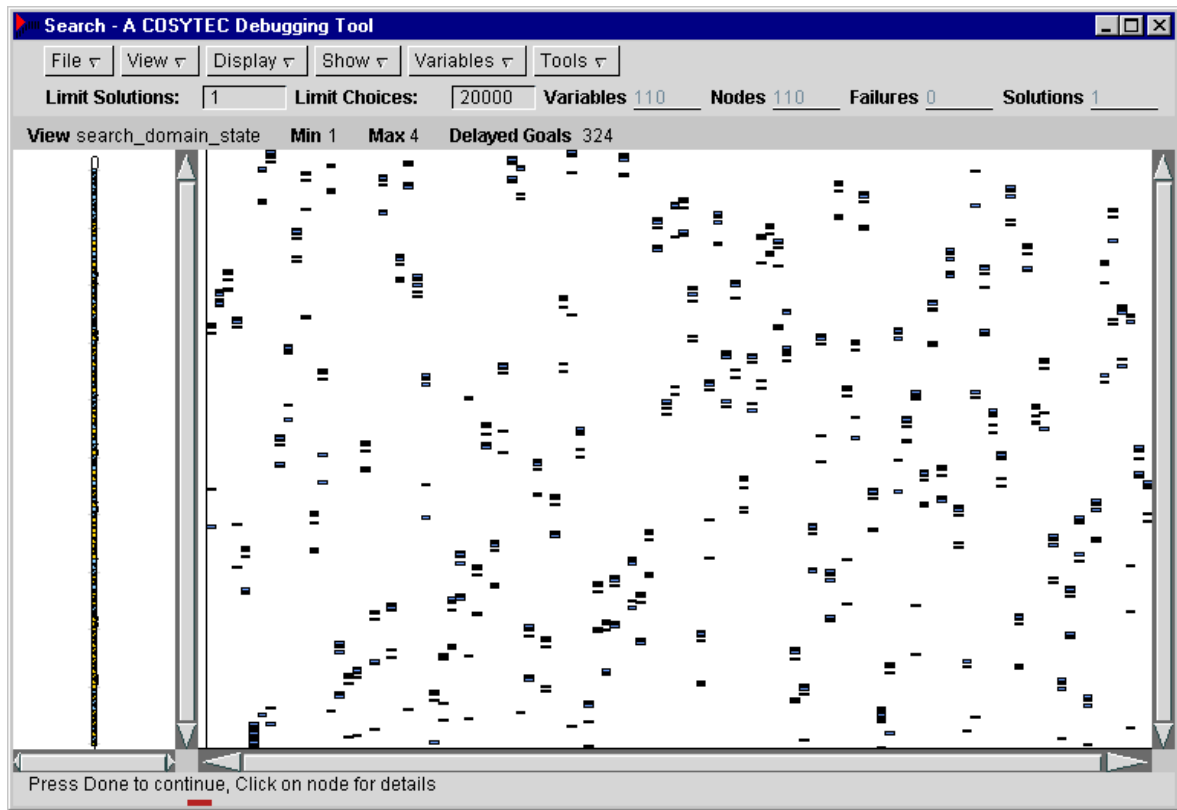 Search - A COSYTEC Debugging Tool
File View Display Show Variables Tools
Limit Solutions: 1 Limit Choices: 20000 Variables 110 Nodes 110 Failures 0 Solutions 1
View search_domain_state Min 1 Max 4 Delayed Goals 324
Press Done to continue, Click on node for details